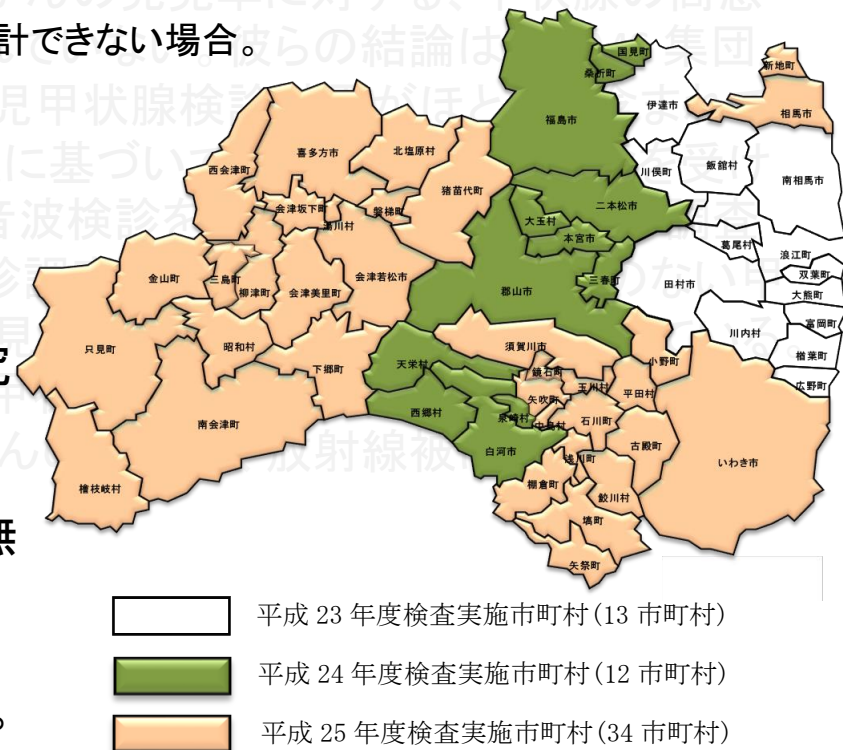 計できない場合。
究
無
。
国見町
桑折町
新地町
伊達市
相馬市
福島市
喜多方市
北塩原村
西会津町
猪苗代町
川俣町
飯舘村
南相馬市
二本松市
会津坂下町
磐梯町
湯川村
大玉村
本宮市
葛尾村
浪江町
双葉町
大熊町
金山町
三島町
柳津町
会津美里町
会津若松市
郡山市
三春町
田村市
川内村
富岡町
楢葉町
広野町
只見町
昭和村
下郷町
天栄村
須賀川市
鏡石町
玉川村
小野町
平田村
矢吹町
泉崎村
中島村
石川町
西郷村
南会津町
白河市
古殿町
いわき市
浅川町
棚倉町
鮫川村
檜枝岐村
塙町
矢祭町
平成 23 年度検査実施市町村(13 市町村)
平成 24 年度検査実施市町村(12 市町村)
平成 25 年度検査実施市町村(34 市町村)